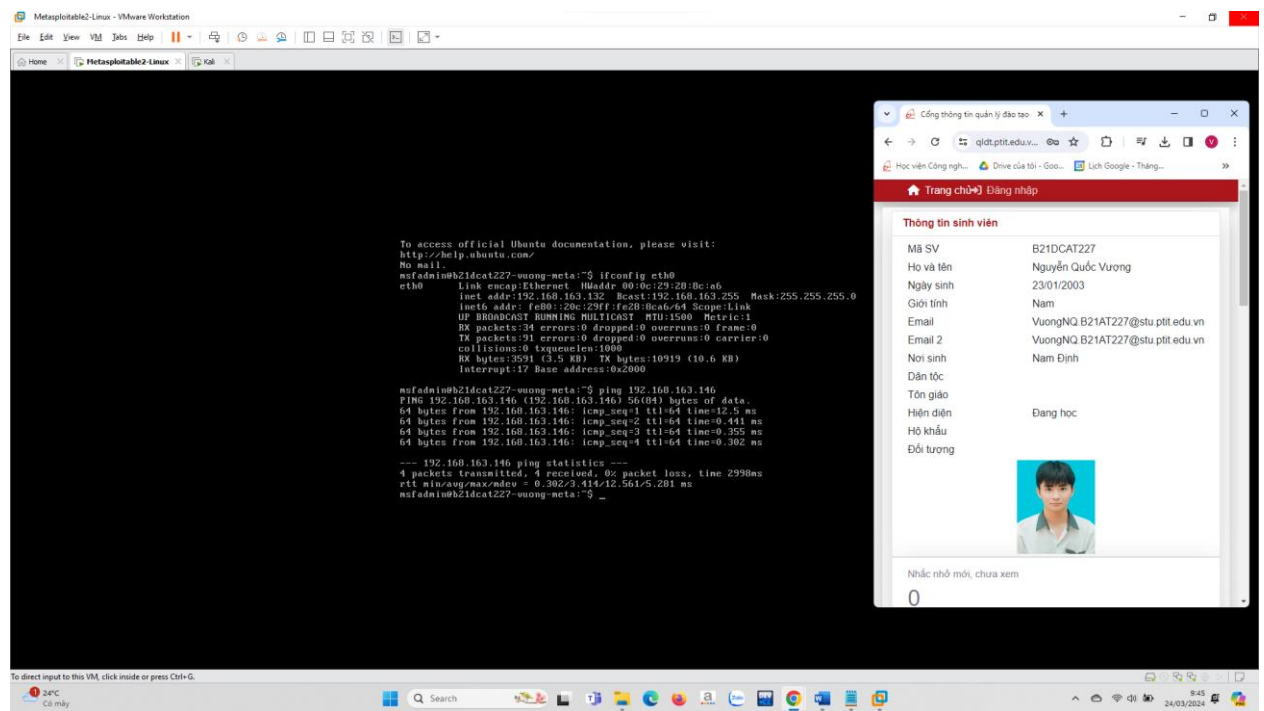 Metasploitable2-Linux - VMware Workstation
File Edit View VM Tabs Help
Home Metasploitable2-Linux Kali
To access official Ubuntu documentation, please visit:
http://help.ubuntu.com/
No mail.
msfadmin@b21dcat227-vuong-meta:~$ ifconfig eth0
eth0 Link encap:Ethernet HWaddr 00:0c:29:28:8c:a6
inet addr:192.168.163.132 Bcast:192.168.163.255 Mask:255.255.255.0
inet6 addr: fe80::20c:29ff:fe28:8ca6/64 Scope:Link
UP BROADCAST RUNNING MULTICAST MTU:1500 Metric:1
RX packets:34 errors:0 dropped:0 overruns:0 frame:0
TX packets:91 errors:0 dropped:0 overruns:0 carrier:0
collisions:0 txqueuelen:1000
RX bytes:3591 (3.5 KB) TX bytes:10919 (10.6 KB)
Interrupt:17 Base address:0x2000
msfadmin@b21dcat227-vuong-meta:~$ ping 192.168.163.146
PING 192.168.163.146 (192.168.163.146) 56(84) bytes of data.
64 bytes from 192.168.163.146: icmp_seq=1 ttl=64 time=12.5 ms
64 bytes from 192.168.163.146: icmp_seq=2 ttl=64 time=0.441 ms
64 bytes from 192.168.163.146: icmp_seq=3 ttl=64 time=0.355 ms
64 bytes from 192.168.163.146: icmp_seq=4 ttl=64 time=0.302 ms
--- 192.168.163.146 ping statistics ---
4 packets transmitted, 4 received, 0% packet loss, time 2998ms
rtt min/avg/max/mdev = 0.302/3.414/12.561/5.281 ms
msfadmin@b21dcat227-vuong-meta:~$ _
Cổng thông tin quản lý đào tạo
qldt.ptit.edu.v...
Học viện Công ngh... Drive của tôi - Goo... Lịch Google - Tháng... »
Trang chủ Đăng nhập
Thông tin sinh viên
Mã SV B21DCAT227
Họ và tên Nguyễn Quốc Vượng
Ngày sinh 23/01/2003
Giới tính Nam
Email VuongNQ.B21AT227@stu.ptit.edu.vn
Email 2 VuongNQ.B21AT227@stu.ptit.edu.vn
Nơi sinh Nam Định
Dân tộc
Tôn giáo
Hiện diện Đang học
Hộ khẩu
Đối tượng
Nhắc nhở mới, chưa xem
0
To direct input to this VM, click inside or press Ctrl+G.
1 24°C
Có mây
Search
9:45
24/03/2024